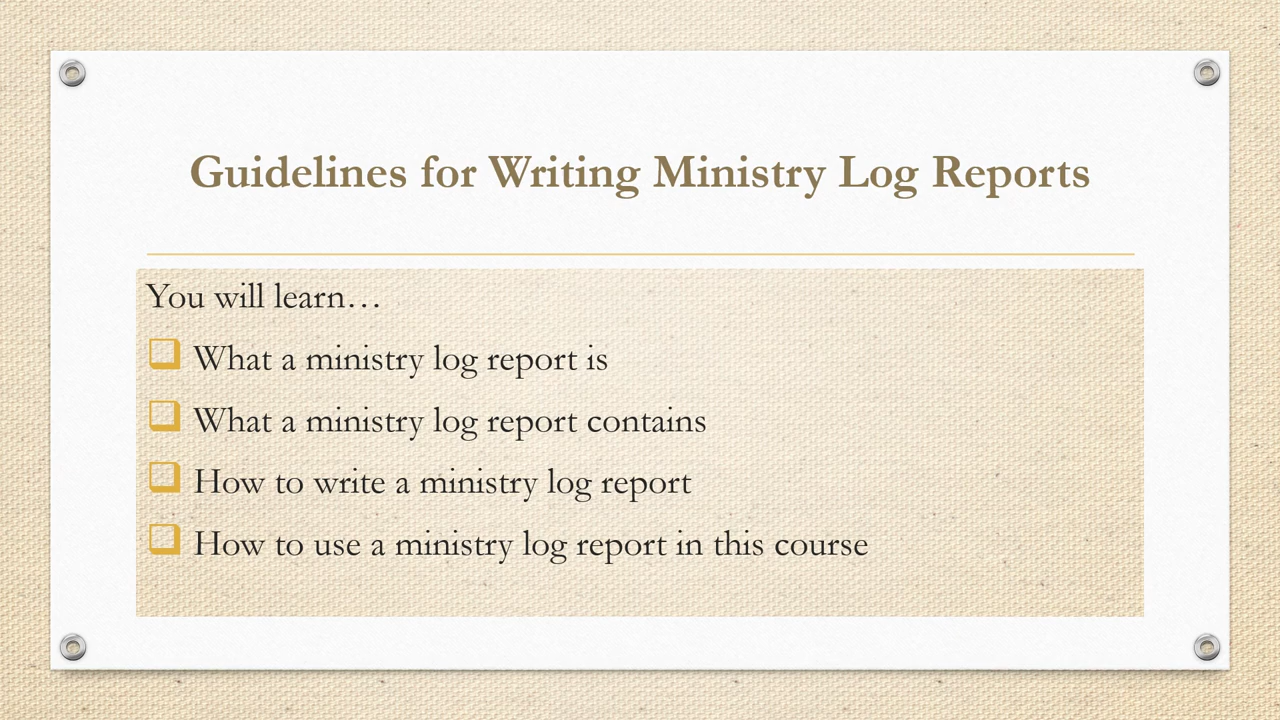 Guidelines for Writing Ministry Log Reports
You will learn…
What a ministry log report is
What a ministry log report contains
How to write a ministry log report
How to use a ministry log report in this course